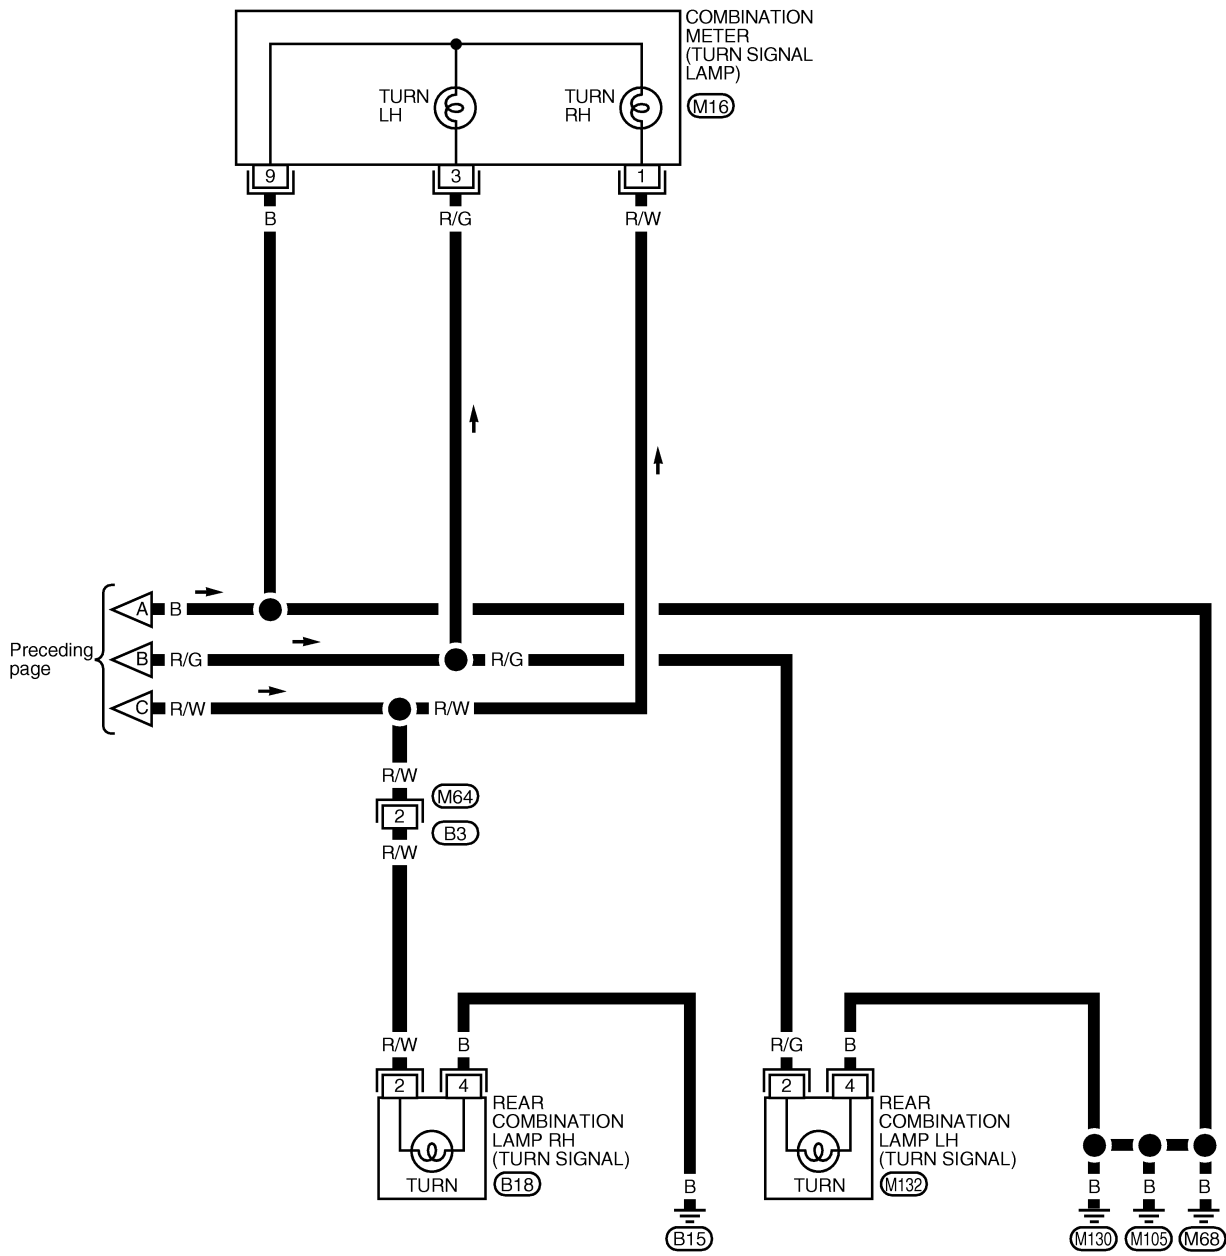 COMBINATION
METER
(TURN SIGNAL
LAMP)
M16
TURN
LH
TURN
RH
9
3
1
B
R/G
R/W
Preceding
page
A
B
B
R/G
R/G
C
R/W
R/W
R/W
M64
2
B3
R/W
R/W
B
R/G
B
2
4
2
4
REAR
COMBINATION
LAMP RH
(TURN SIGNAL)
B18
TURN
REAR
COMBINATION
LAMP LH
(TURN SIGNAL)
M132
TURN
B
B
B
B
B15
M130
M105
M68